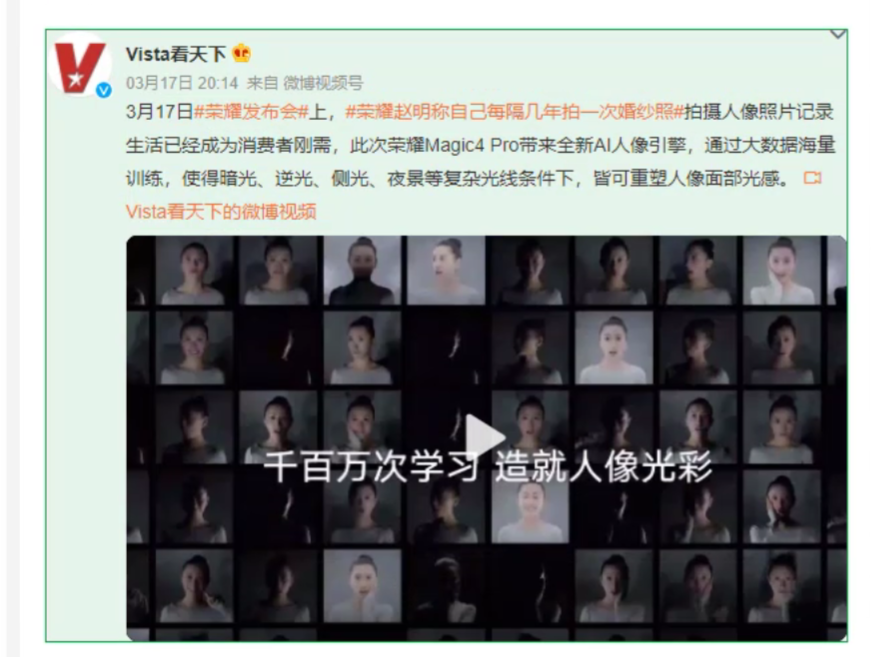 Vista看天下
03月17日 20:14 来自 微博视频号
3月17日#荣耀发布会#上，#荣耀赵明称自己每隔几年拍一次婚纱照#拍摄人像照片记录
生活已经成为消费者刚需，此次荣耀Magic4 Pro带来全新AI人像引擎，通过大数据海量
训练，使得暗光、逆光、侧光、夜景等复杂光线条件下，皆可重塑人像面部光感。
Vista看天下的微博视频
千百万次学习 造就人像光彩